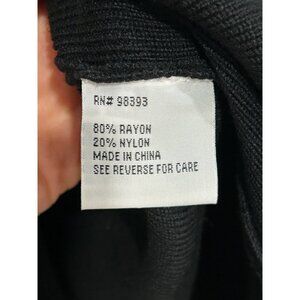 RN# 98393
80% RAYON
20% NYLON
MADE IN CHINA
SEE REVERSE FOR CARE